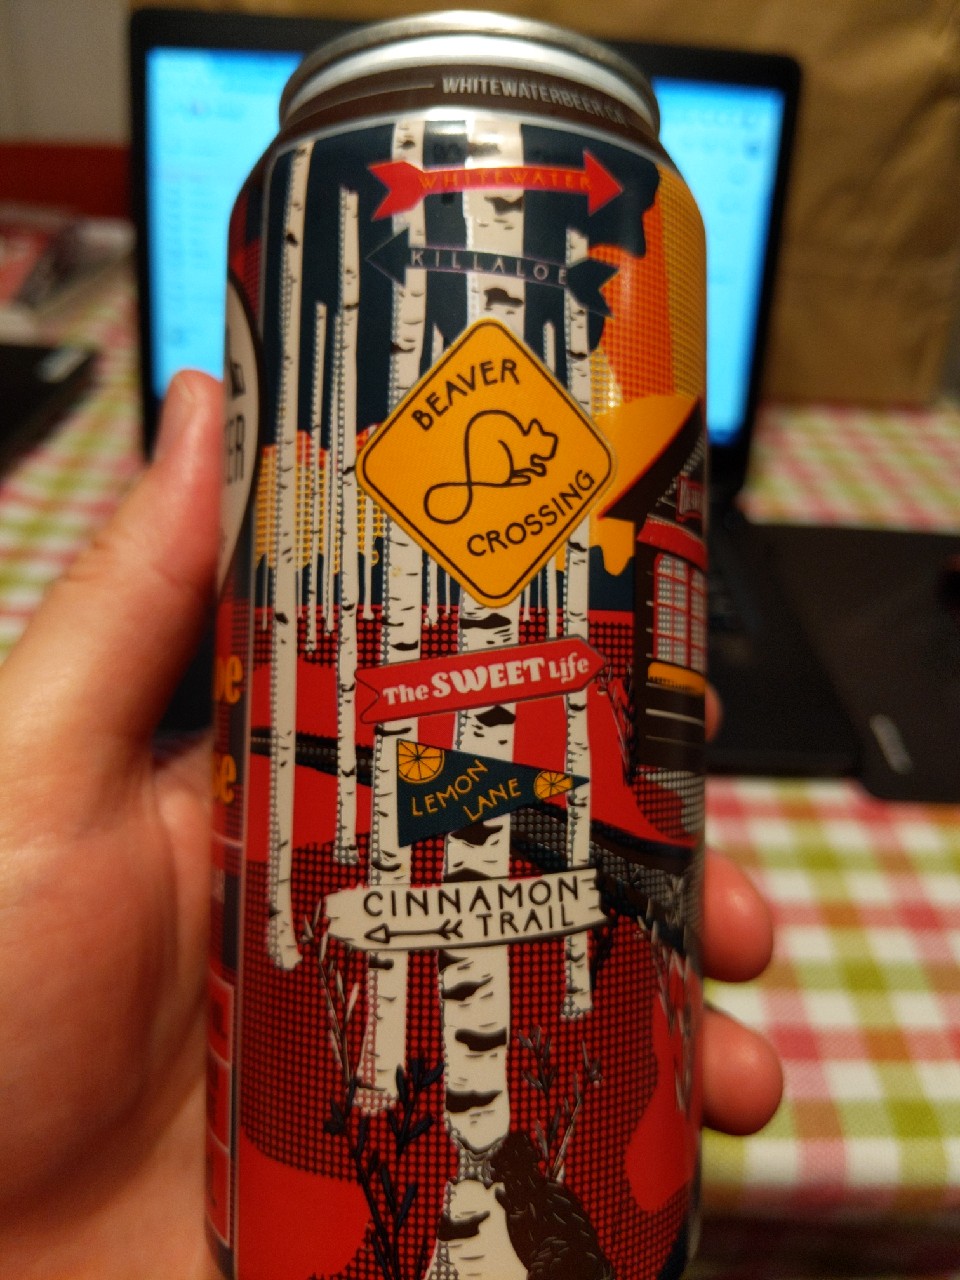 WHITEWATERBEER.CA
WHITEWATER
KILLALOE
BEAVER
CROSSING
The SWEET Life
LEMON
LANE
CINNAMON
TRAIL